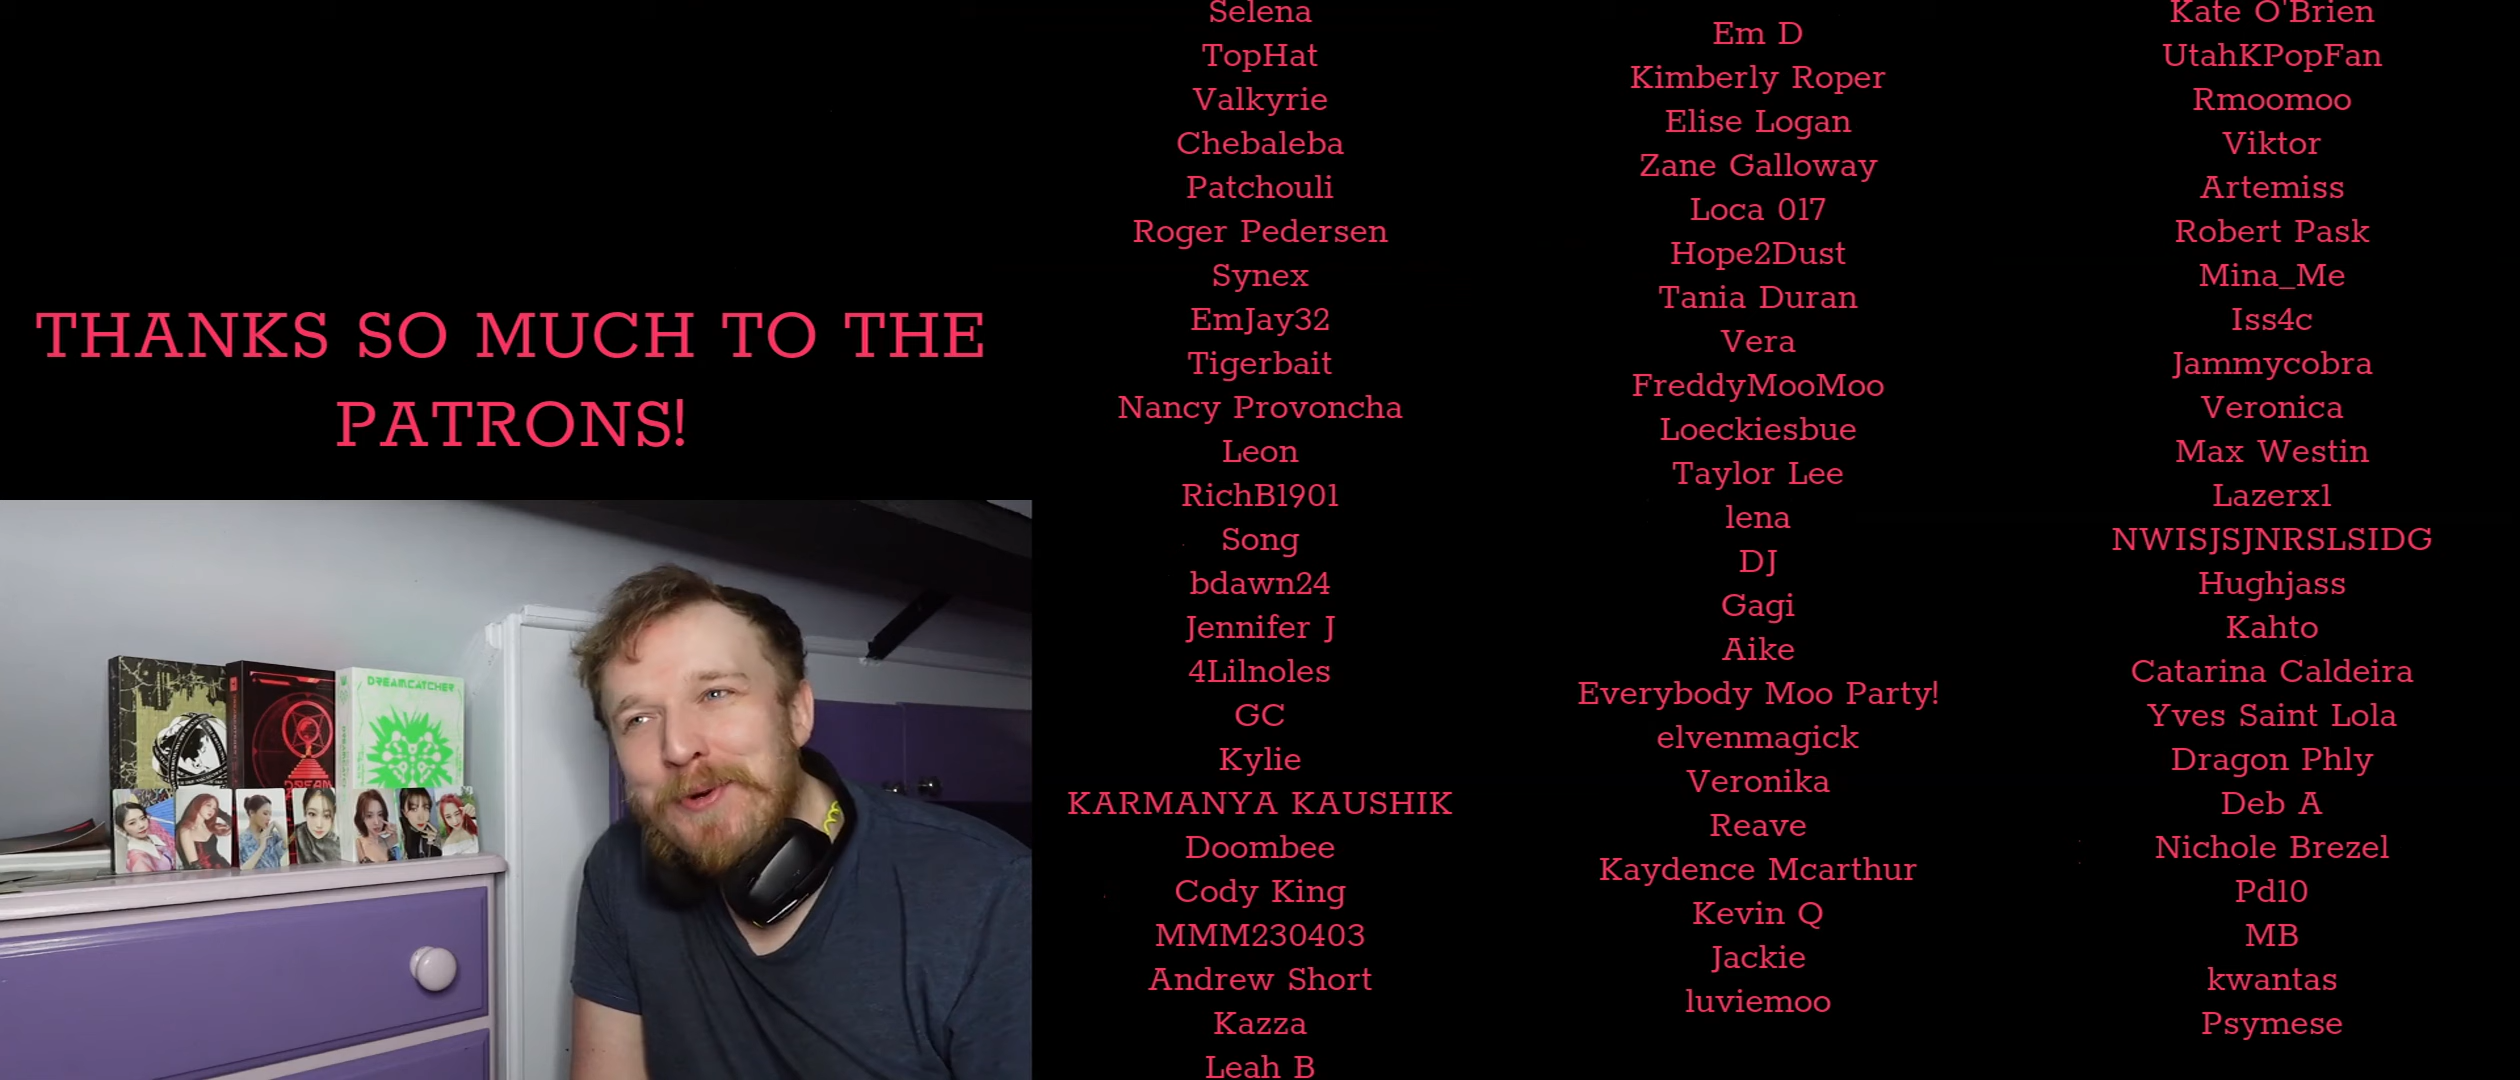 THANKS SO MUCH TO THE
PATRONS!
DREAMCATCHER
DREAM
Selena
TopHat
Valkyrie
Chebaleba
Patchouli
Roger Pedersen
Synex
EmJay32
Tigerbait
Nancy Provoncha
Leon
RichB1901
Song
bdawn24
Jennifer J
4Lilnoles
GC
Kylie
KARMANYA KAUSHIK
Doombee
Cody King
MMM230403
Andrew Short
Kazza
Leah B
Em D
Kimberly Roper
Elise Logan
Zane Galloway
Loca 017
Hope2Dust
Tania Duran
Vera
FreddyMooMoo
Loeckiesbue
Taylor Lee
lena
DJ
Gagi
Aike
Everybody Moo Party!
elvenmagick
Veronika
Reave
Kaydence Mcarthur
Kevin Q
Jackie
luviemoo
Kate O'Brien
UtahKPopFan
Rmoomoo
Viktor
Artemiss
Robert Pask
Mina_Me
Iss4c
Jammycobra
Veronica
Max Westin
Lazerxl
NWISJSJNRSLSIDG
Hughjass
Kahto
Catarina Caldeira
Yves Saint Lola
Dragon Phly
Deb A
Nichole Brezel
Pd10
MB
kwantas
Psymese